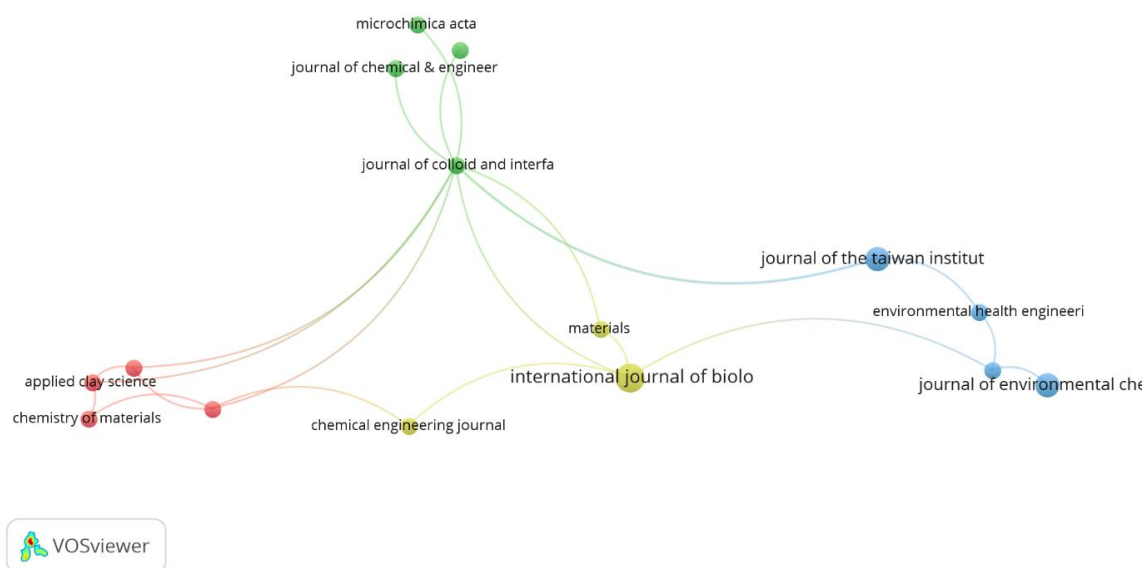 microchimica acta
journal of chemical & engineer
journal of colloid and interfa
journal of the taiwan institut
environmental health engineeri
materials
international journal of biolo
journal of environmental che
applied clay science
chemistry of materials
chemical engineering journal
VOSviewer